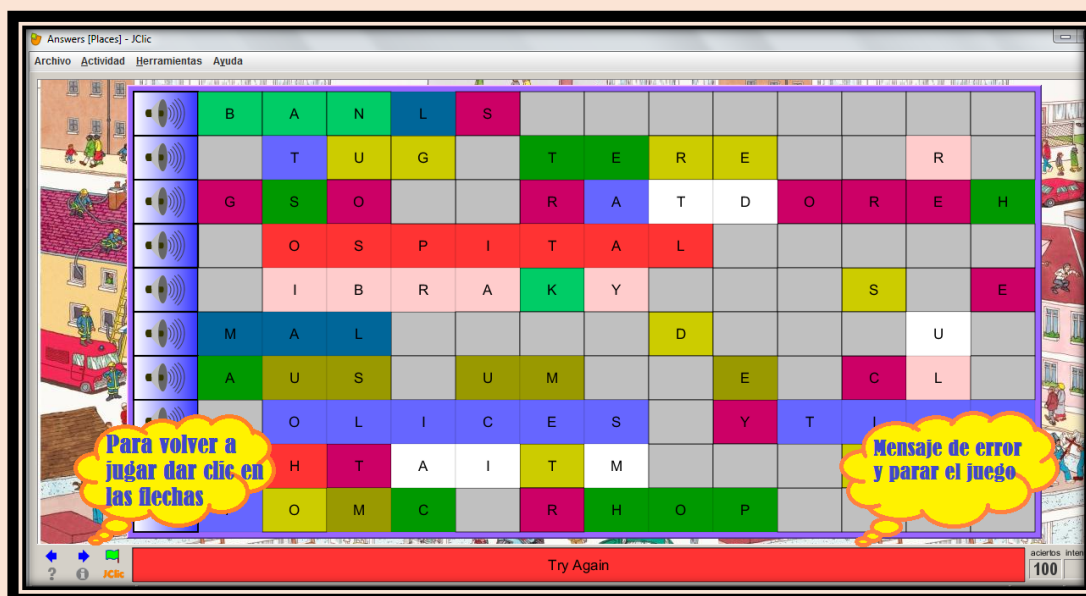 Answers [Places] - JClic
Archivo Actividad Herramientas Ayuda
B A N L S
T U G T E R E R
G S O R A T D O R E H
O S P I T A L
I B R A K Y S E
M A L D U
A U S U M E C L
O L I C E S Y T I
H T A I T M
O M C R H O P
Para volver a
jugar dar clic en
las flechas
Mensaje de error
y parar el juego
Try Again
aciertos
100
JClic